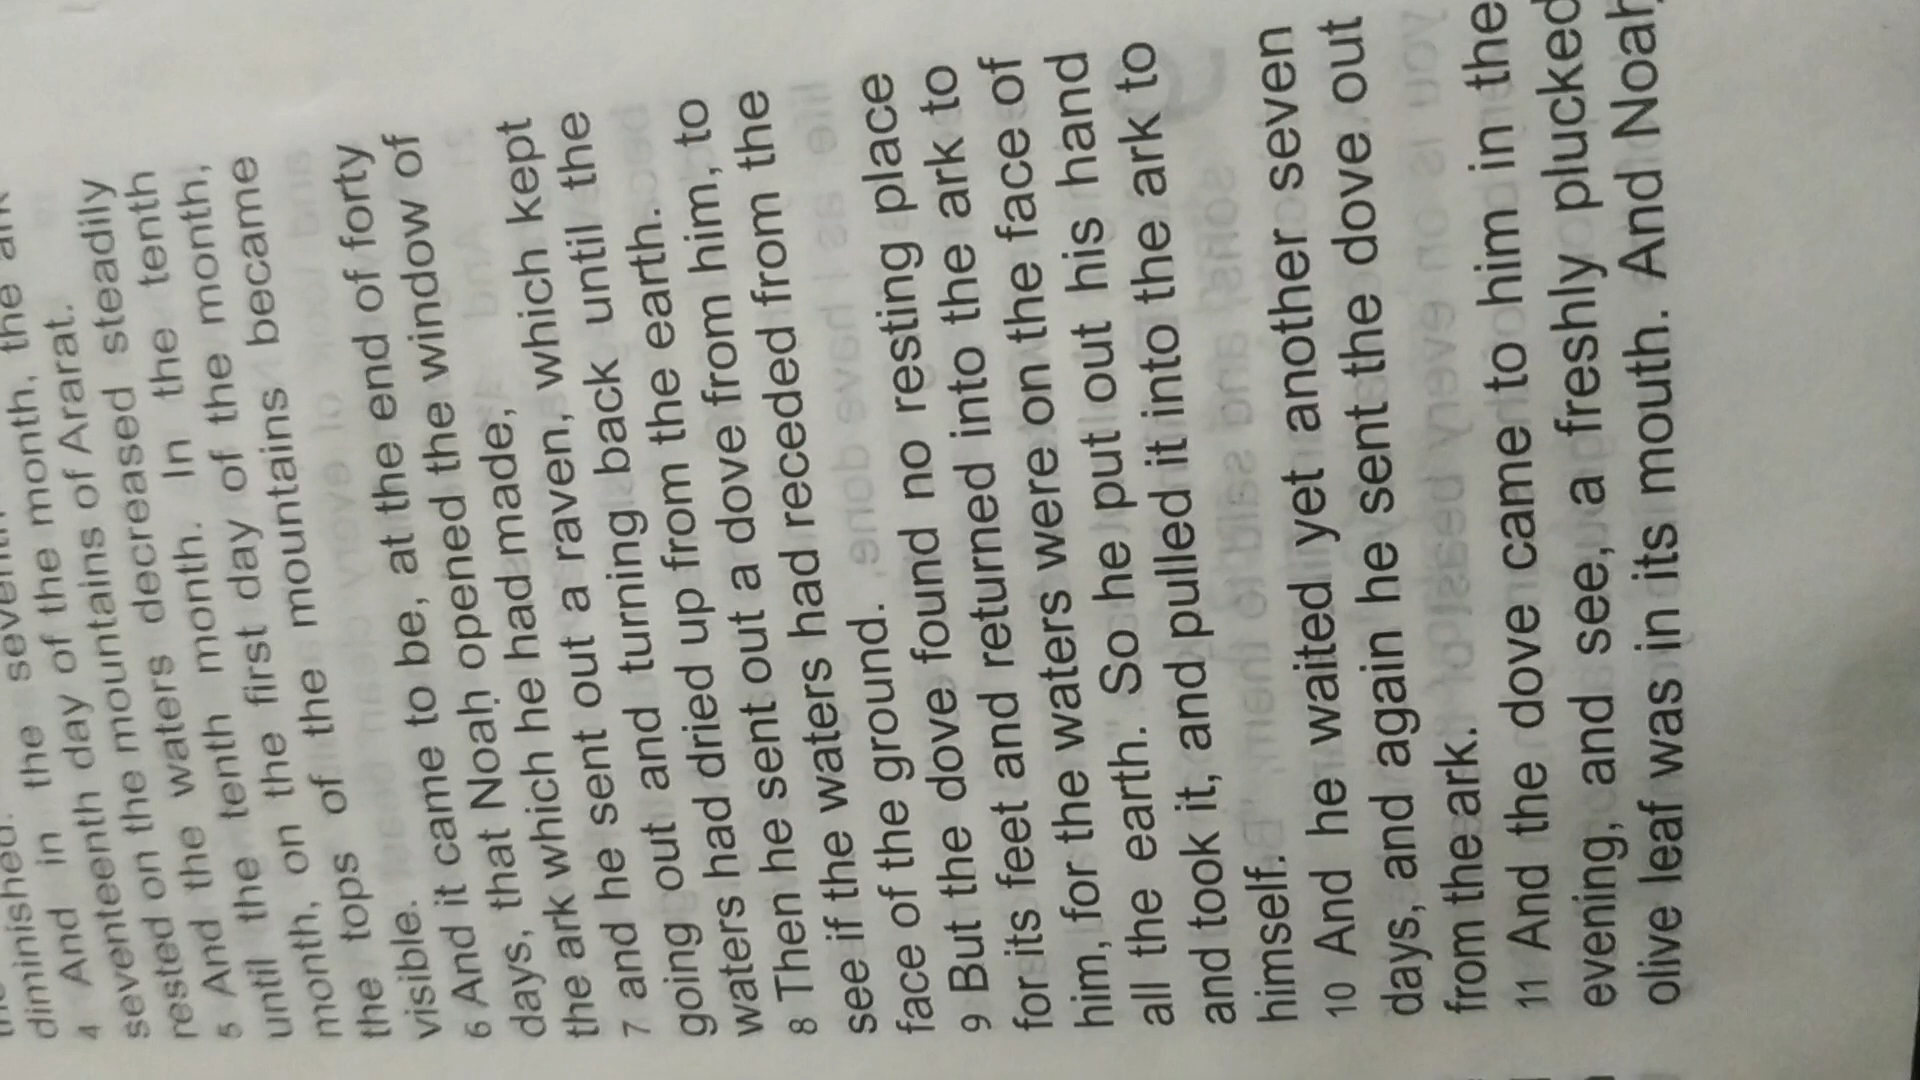 diminished.
4 And in the seventh month, the
seventeenth day of the month, the ark
rested on the mountains of Ararat.
5 And the waters decreased steadily
until the tenth month. In the tenth
month, on the first day of the month,
the tops of the mountains became
visible.
6 And it came to be, at the end of forty
days, that Noah opened the window of
the ark which he had made,
7 and he sent out a raven, which kept
going out and turning back until the
waters had dried up from the earth.
8 Then he sent out a dove from him, to
see if the waters had receded from the
face of the ground.
9 But the dove found no resting place
for its feet and returned into the ark to
him, for the waters were on the face of
all the earth. So he put out his hand
and took it, and pulled it into the ark to
himself.
10 And he waited yet another seven
days, and again he sent the dove out
from the ark.
11 And the dove came to him in the
evening, and see, a freshly plucked
olive leaf was in its mouth. And Noah